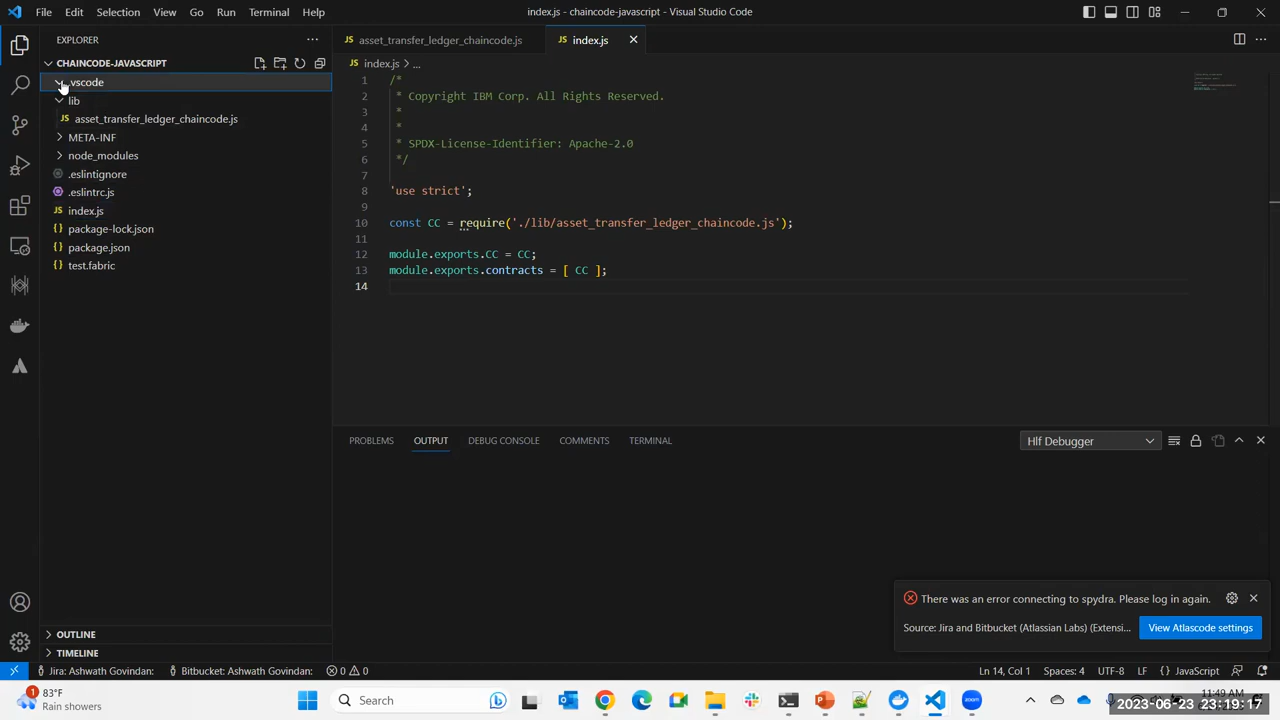 File Edit Selection View Go Run Terminal Help
index.js - chaincode-javascript - Visual Studio Code
EXPLORER
CHAINCODE-JAVASCRIPT
.vscode
lib
asset_transfer_ledger_chaincode.js
META-INF
node_modules
.eslintignore
.eslintrc.js
index.js
package-lock.json
package.json
test.fabric
OUTLINE
TIMELINE
asset_transfer_ledger_chaincode.js
index.js
index.js > ...
1 /*
2 * Copyright IBM Corp. All Rights Reserved.
3 *
4 *
5 * SPDX-License-Identifier: Apache-2.0
6 */
7
8 'use strict';
9
10 const CC = require('./lib/asset_transfer_ledger_chaincode.js');
11
12 module.exports.CC = CC;
13 module.exports.contracts = [ CC ];
14
PROBLEMS OUTPUT DEBUG CONSOLE COMMENTS TERMINAL
Hlf Debugger
There was an error connecting to spydra. Please log in again.
Source: Jira and Bitbucket (Atlassian Labs) (Extensi...
View Atlascode settings
Jira: Ashwath Govindan: Bitbucket: Ashwath Govindan: 0 0
Ln 14, Col 1 Spaces: 4 UTF-8 LF {} JavaScript
1
83°F
Rain showers
Search
zoom
11:49 AM
2023-06-23 23:19:17